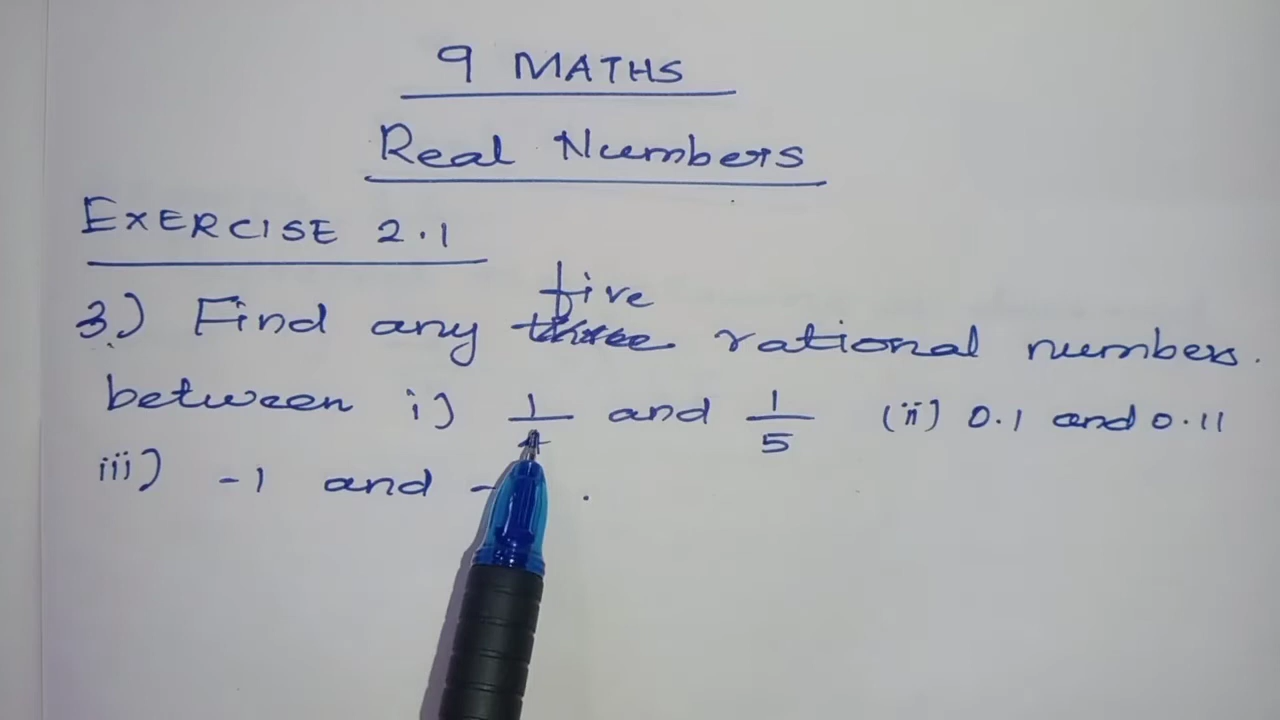 9 MATHS
Real Numbers
EXERCISE 2.1
five
3.) Find any three rational numbers.
between i) 1/4 and 1/5 (ii) 0.1 and 0.11
iii) -1 and - .